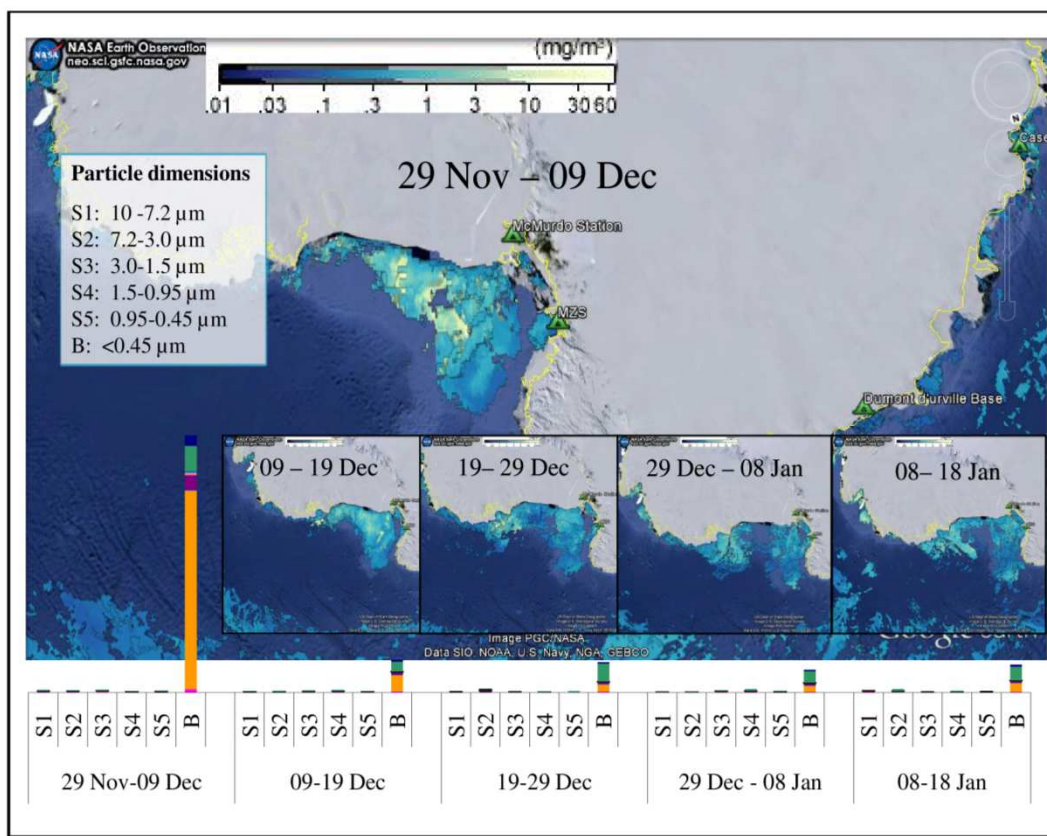 NASA Earth Observation
neo.sci.gsfc.nasa.gov
(mg/m³)
.01 .03 .1 .3 1 3 10 30 60
29 Nov – 09 Dec
Particle dimensions
S1: 10 -7.2 µm
S2: 7.2-3.0 µm
S3: 3.0-1.5 µm
S4: 1.5-0.95 µm
S5: 0.95-0.45 µm
B: <0.45 µm
N
Case
McMurdo Station
MZS
Dumont d'urville Base
09 – 19 Dec
19– 29 Dec
29 Dec – 08 Jan
08– 18 Jan
Image PGC/NASA
Data SIO, NOAA, U.S. Navy, NGA, GEBCO
S1 S2 S3 S4 S5 B S1 S2 S3 S4 S5 B S1 S2 S3 S4 S5 B S1 S2 S3 S4 S5 B S1 S2 S3 S4 S5 B
29 Nov-09 Dec 09-19 Dec 19-29 Dec 29 Dec - 08 Jan 08-18 Jan